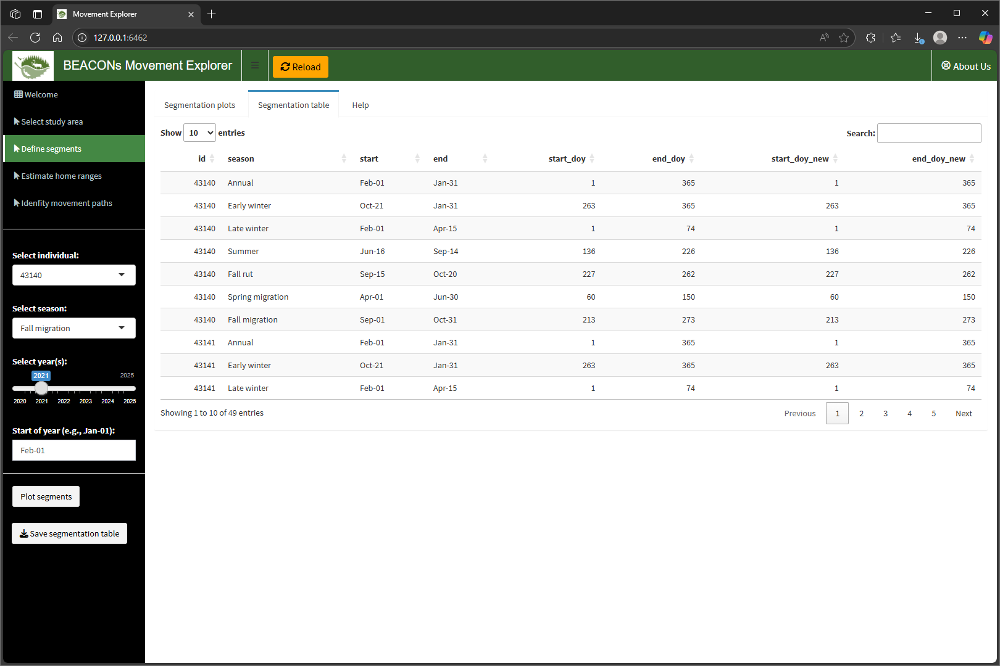 Movement Explorer
127.0.0.1:6462
BEACONs Movement Explorer
Reload
About Us
Welcome
Select study area
Define segments
Estimate home ranges
Idenfity movement paths
Select individual:
43140
Select season:
Fall migration
Select year(s):
2021 2025
2020 2021 2022 2023 2024 2025
Start of year (e.g., Jan-01):
Feb-01
Plot segments
Save segmentation table
Segmentation plots Segmentation table Help
Show 10 entries
Search:
id season start end start_doy end_doy start_doy_new end_doy_new
43140 Annual Feb-01 Jan-31 1 365 1 365
43140 Early winter Oct-21 Jan-31 263 365 263 365
43140 Late winter Feb-01 Apr-15 1 74 1 74
43140 Summer Jun-16 Sep-14 136 226 136 226
43140 Fall rut Sep-15 Oct-20 227 262 227 262
43140 Spring migration Apr-01 Jun-30 60 150 60 150
43140 Fall migration Sep-01 Oct-31 213 273 213 273
43141 Annual Feb-01 Jan-31 1 365 1 365
43141 Early winter Oct-21 Jan-31 263 365 263 365
43141 Late winter Feb-01 Apr-15 1 74 1 74
Showing 1 to 10 of 49 entries
Previous 1 2 3 4 5 Next